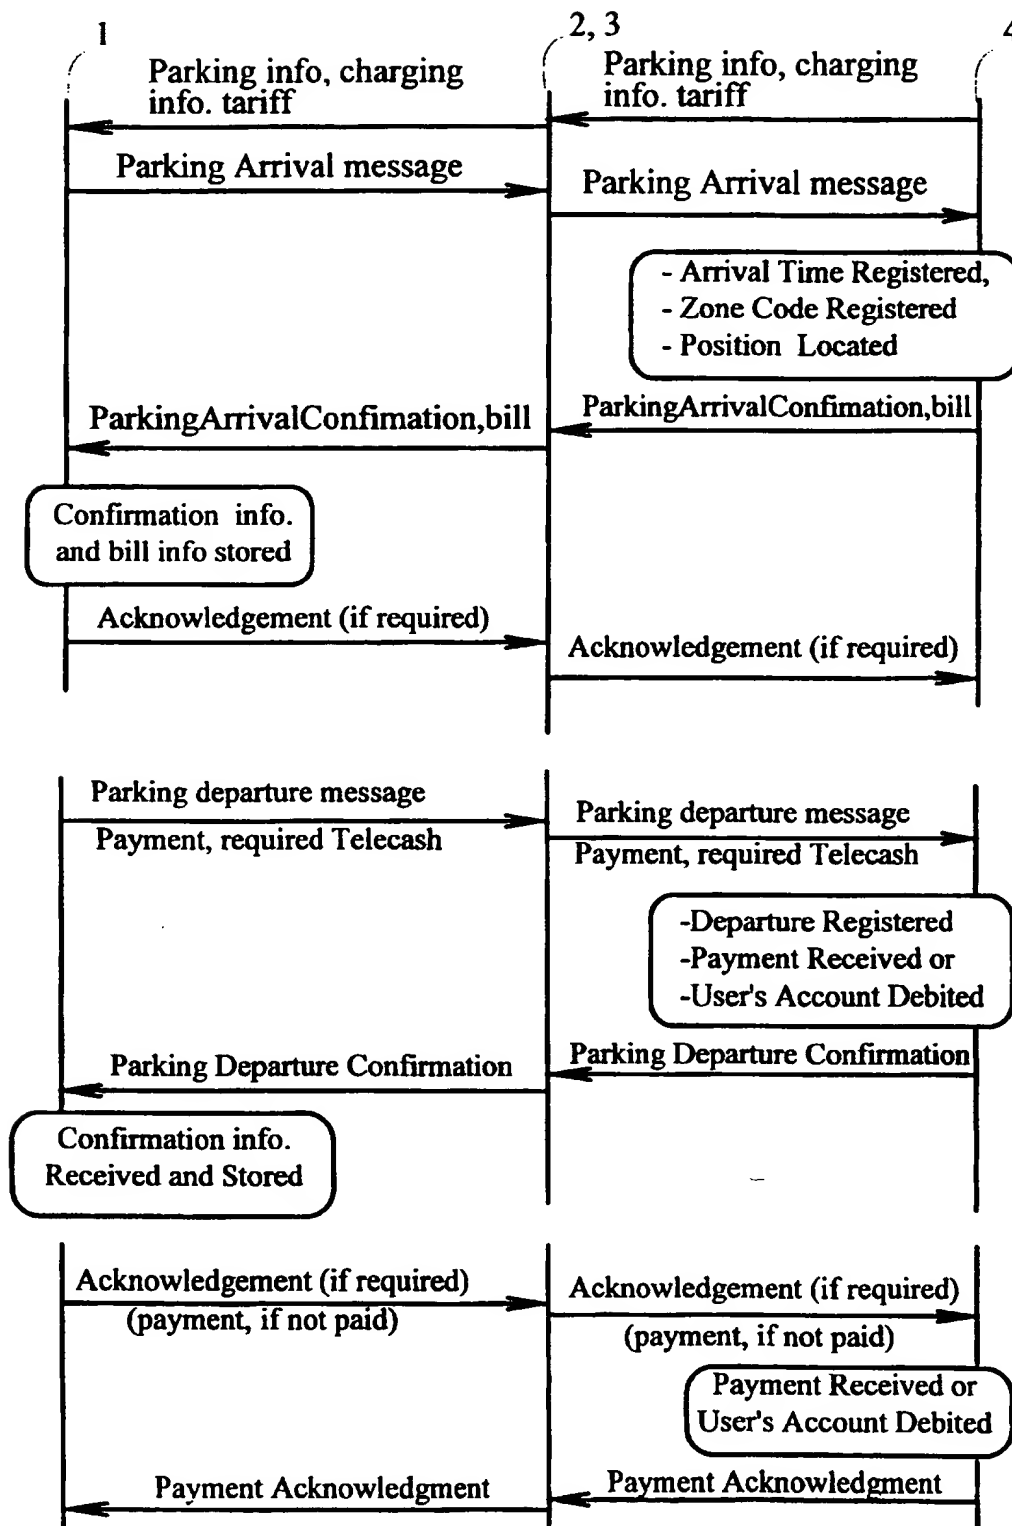 1
2, 3
4
Parking info, charging
info. tariff
Parking info, charging
info. tariff
Parking Arrival message
Parking Arrival message
- Arrival Time Registered,
- Zone Code Registered
- Position Located
ParkingArrivalConfimation,bill
ParkingArrivalConfimation,bill
Confirmation info.
and bill info stored
Acknowledgement (if required)
Acknowledgement (if required)
Parking departure message
Payment, required Telecash
Parking departure message
Payment, required Telecash
-Departure Registered
-Payment Received or
-User's Account Debited
Parking Departure Confirmation
Parking Departure Confirmation
Confirmation info.
Received and Stored
Acknowledgement (if required)
(payment, if not paid)
Acknowledgement (if required)
(payment, if not paid)
Payment Received or
User's Account Debited
Payment Acknowledgment
Payment Acknowledgment